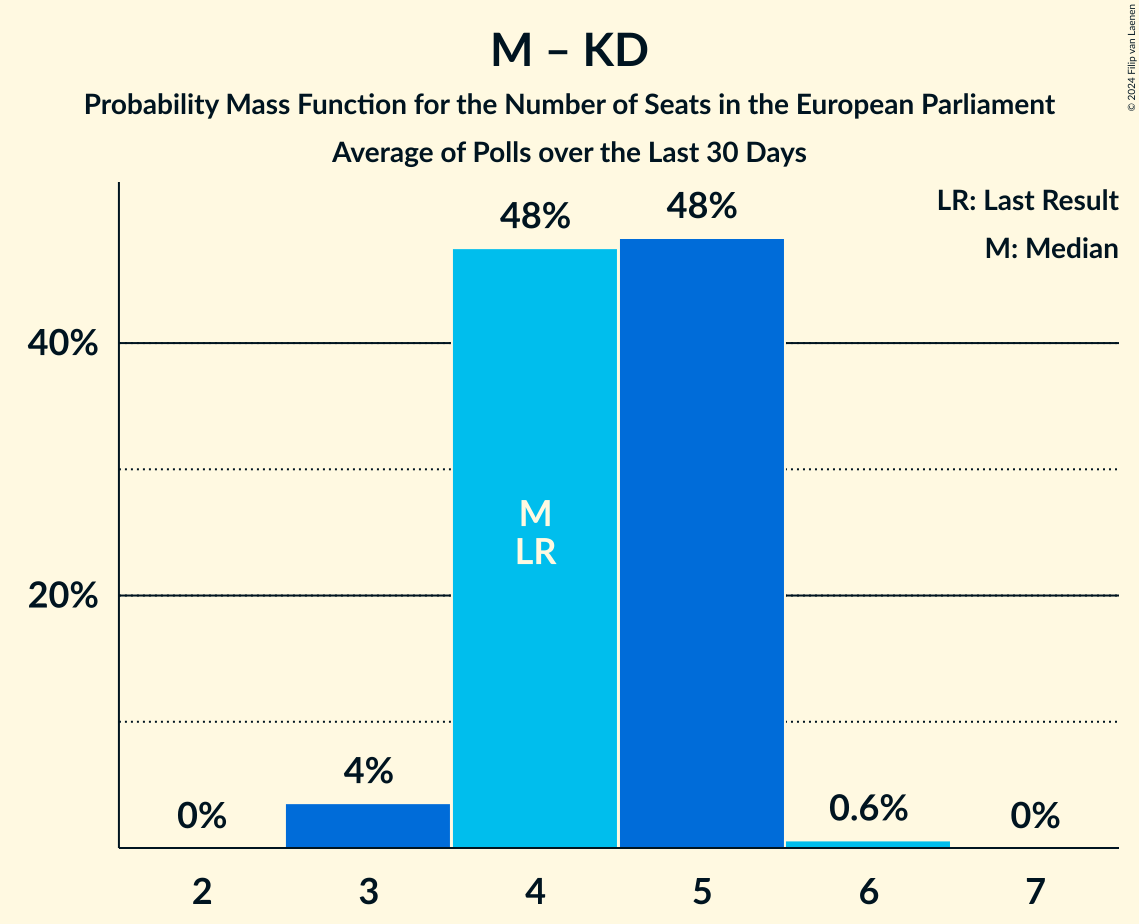 M – KD
Probability Mass Function for the Number of Seats in the European Parliament
Average of Polls over the Last 30 Days
© 2024 Filip van Laenen
LR: Last Result
M: Median
48%
48%
40%
M
LR
20%
4%
0%
0.6%
0%
2 3 4 5 6 7